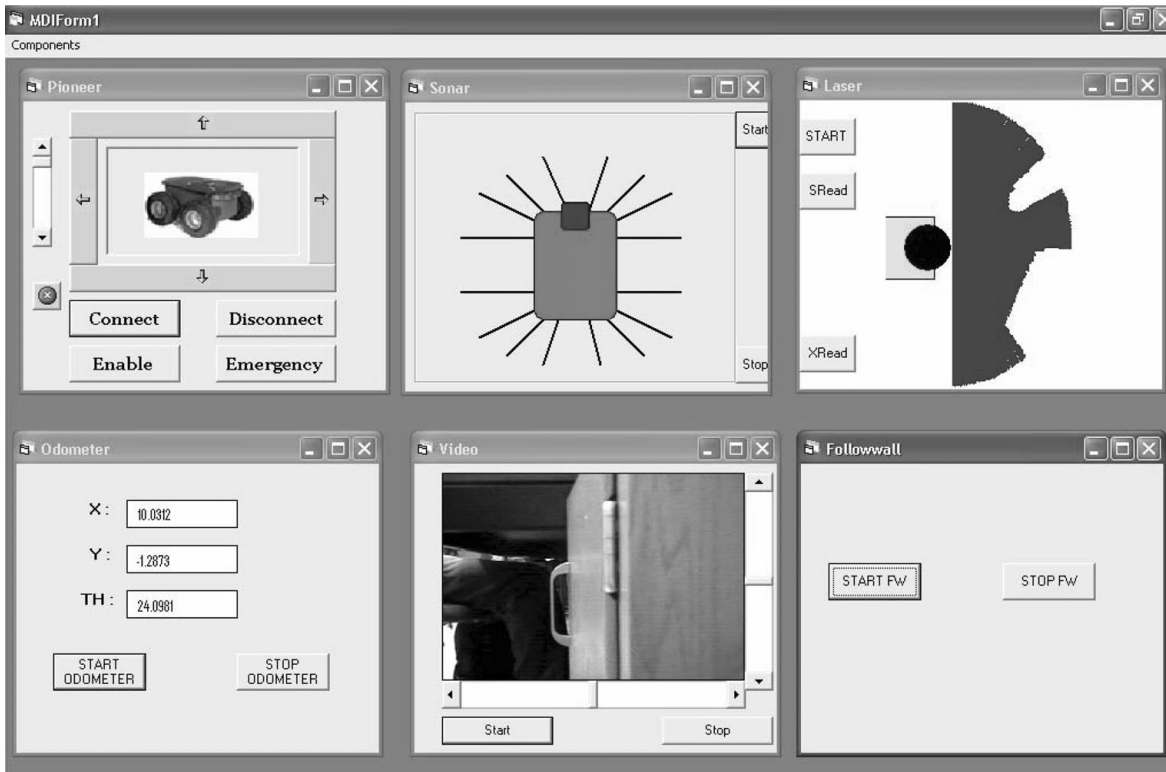 MDIForm1
Components
Pioneer
Connect
Disconnect
Enable
Emergency
Sonar
Start
Stop
Laser
START
SRead
XRead
Odometer
X :
10.0312
Y :
-1.2873
TH :
24.0981
START
ODOMETER
STOP
ODOMETER
Video
Start
Stop
Followwall
START FW
STOP FW